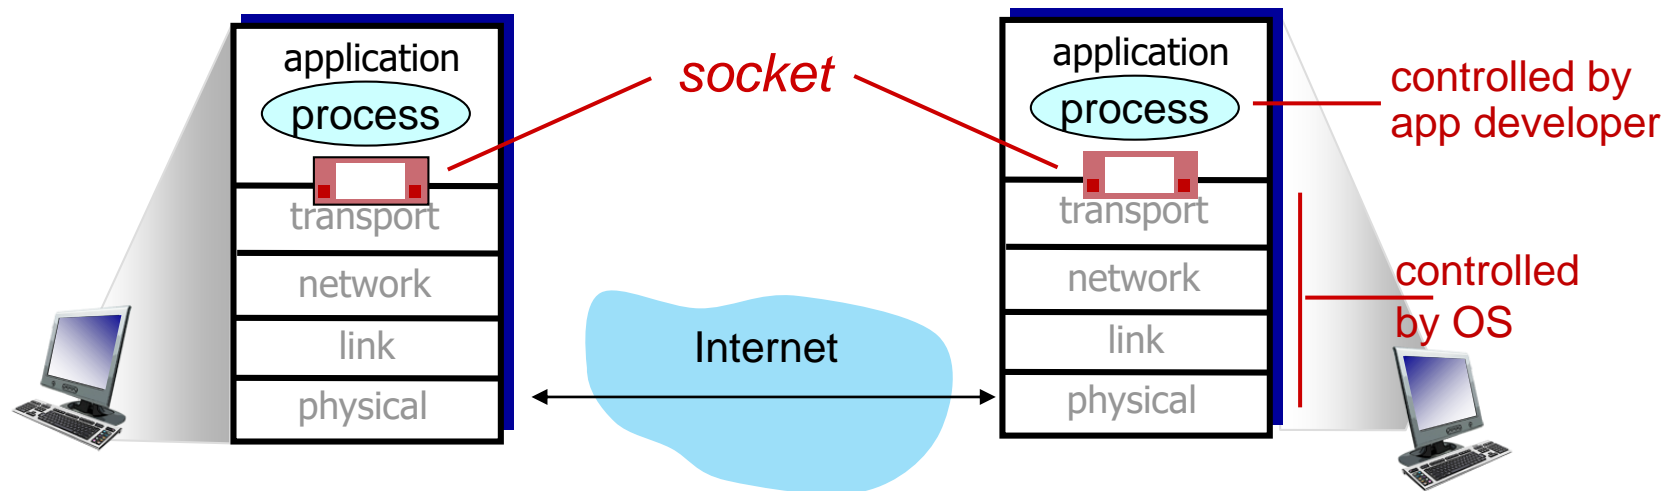 application
process
transport
network
link
physical
socket
Internet
application
process
transport
network
link
physical
controlled by
app developer
controlled
by OS